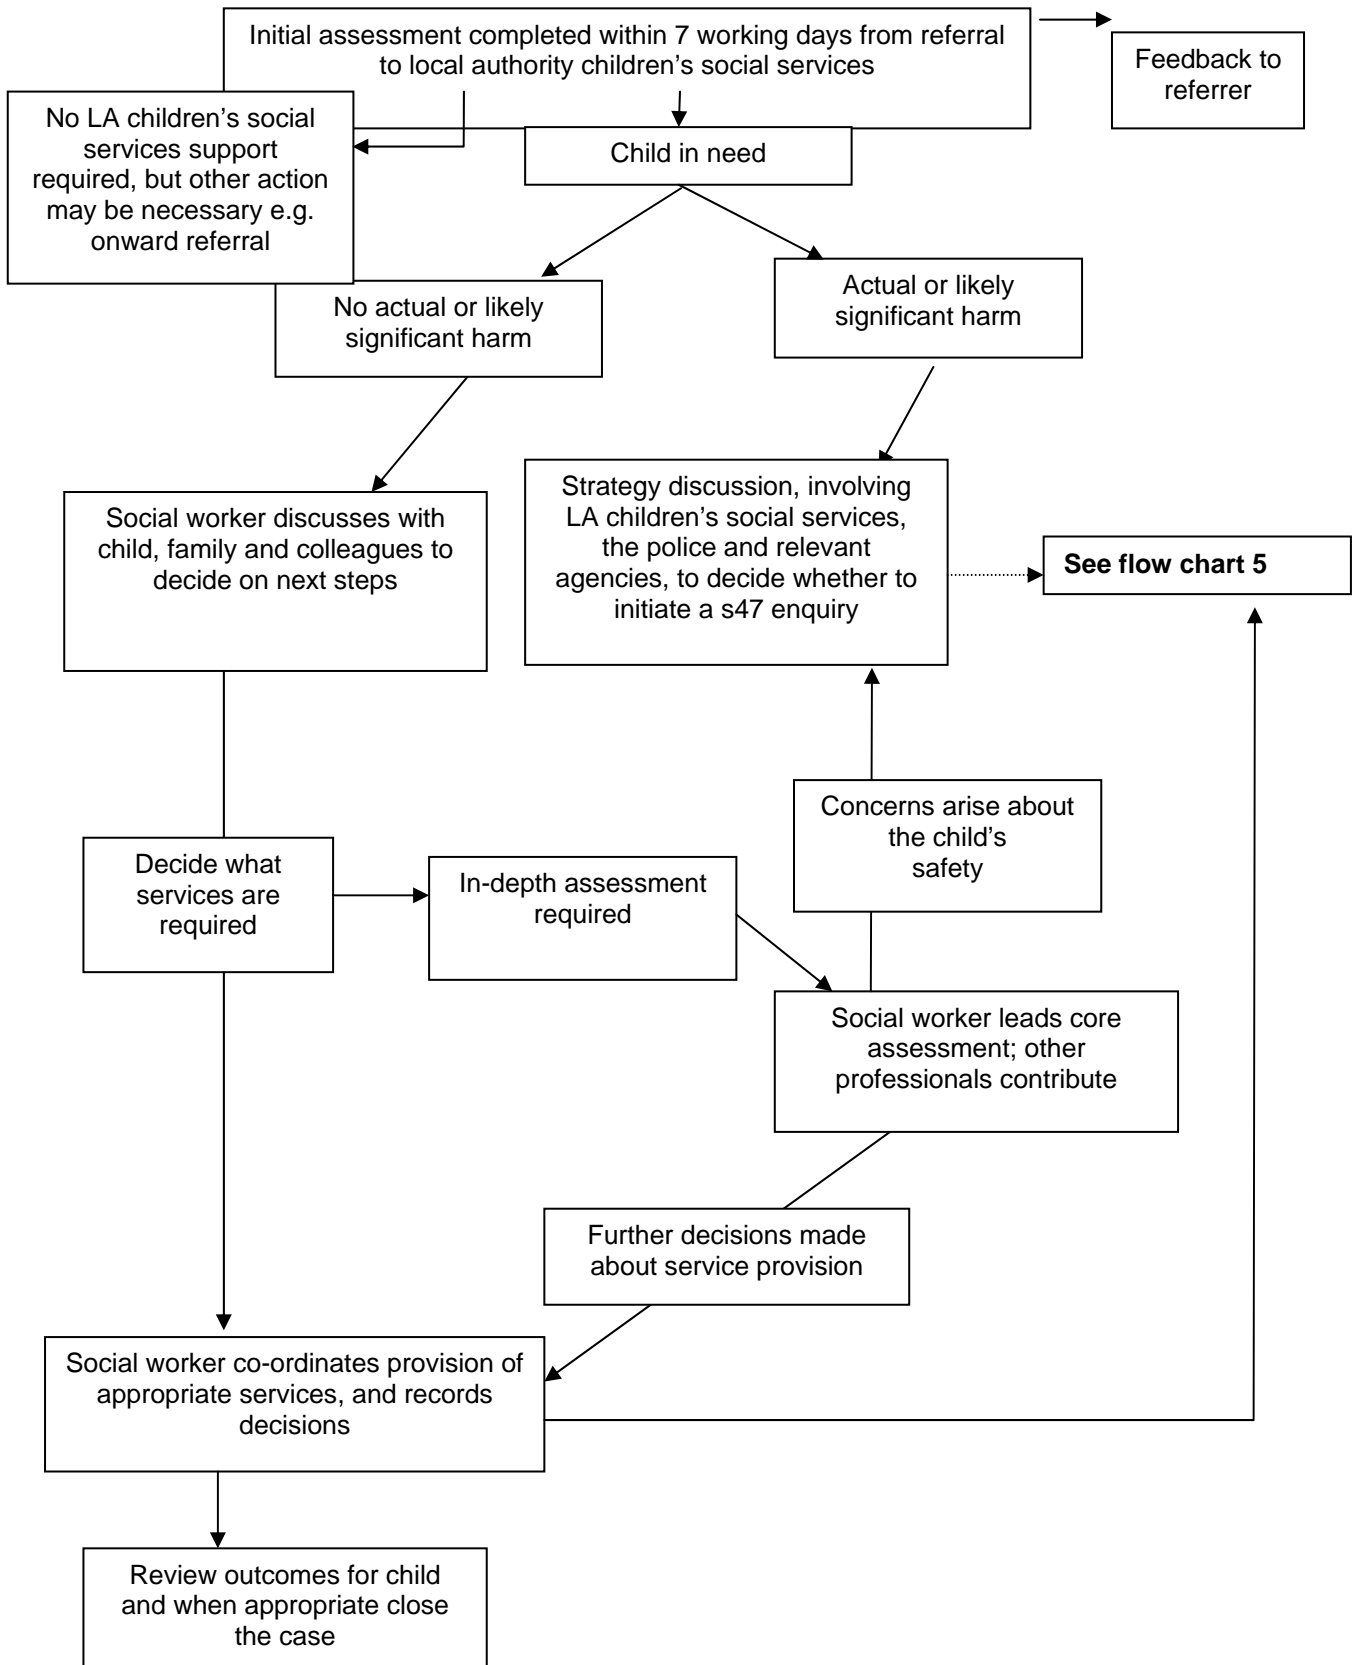 Initial assessment completed within 7 working days from referral
to local authority children's social services
Feedback to
referrer
No LA children's social
services support
required, but other action
may be necessary e.g.
onward referral
Child in need
No actual or likely
significant harm
Actual or likely
significant harm
Social worker discusses with
child, family and colleagues to
decide on next steps
Strategy discussion, involving
LA children's social services,
the police and relevant
agencies, to decide whether to
initiate a s47 enquiry
See flow chart 5
Concerns arise about
the child's
safety
Decide what
services are
required
In-depth assessment
required
Social worker leads core
assessment; other
professionals contribute
Further decisions made
about service provision
Social worker co-ordinates provision of
appropriate services, and records
decisions
Review outcomes for child
and when appropriate close
the case